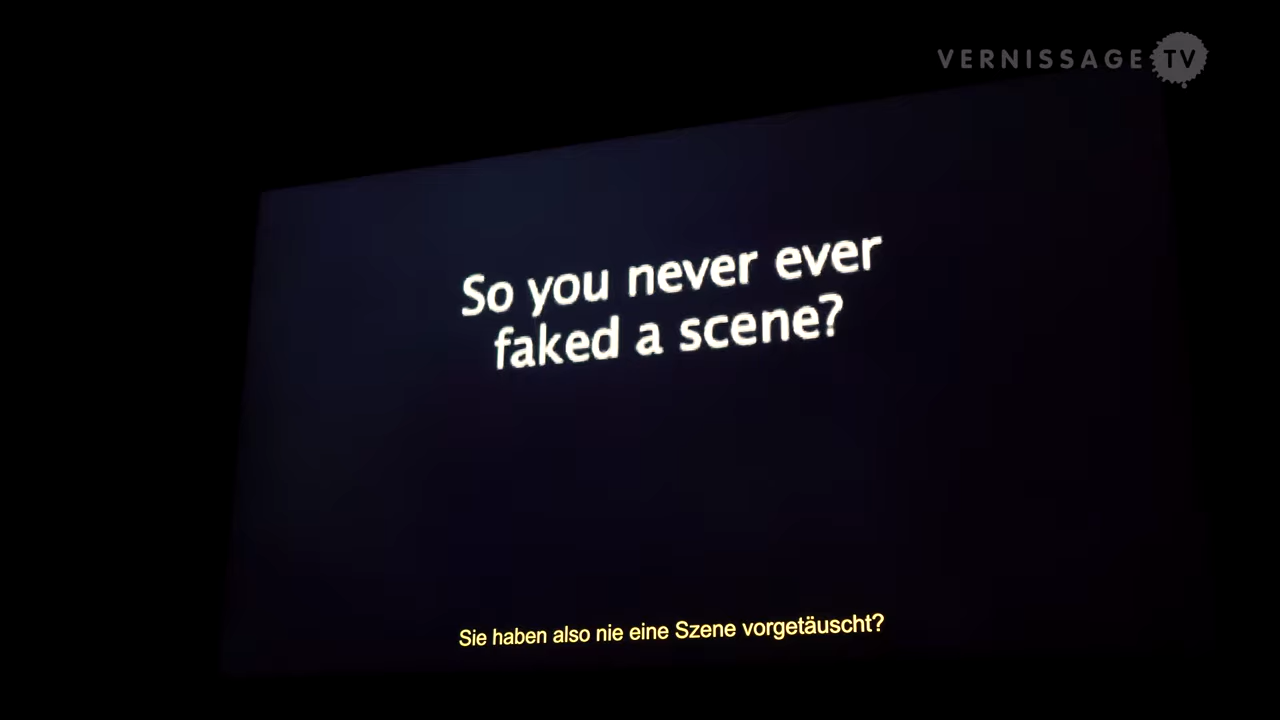 VERNISSAGE TV
So you never ever
faked a scene?
Sie haben also nie eine Szene vorgetäuscht?